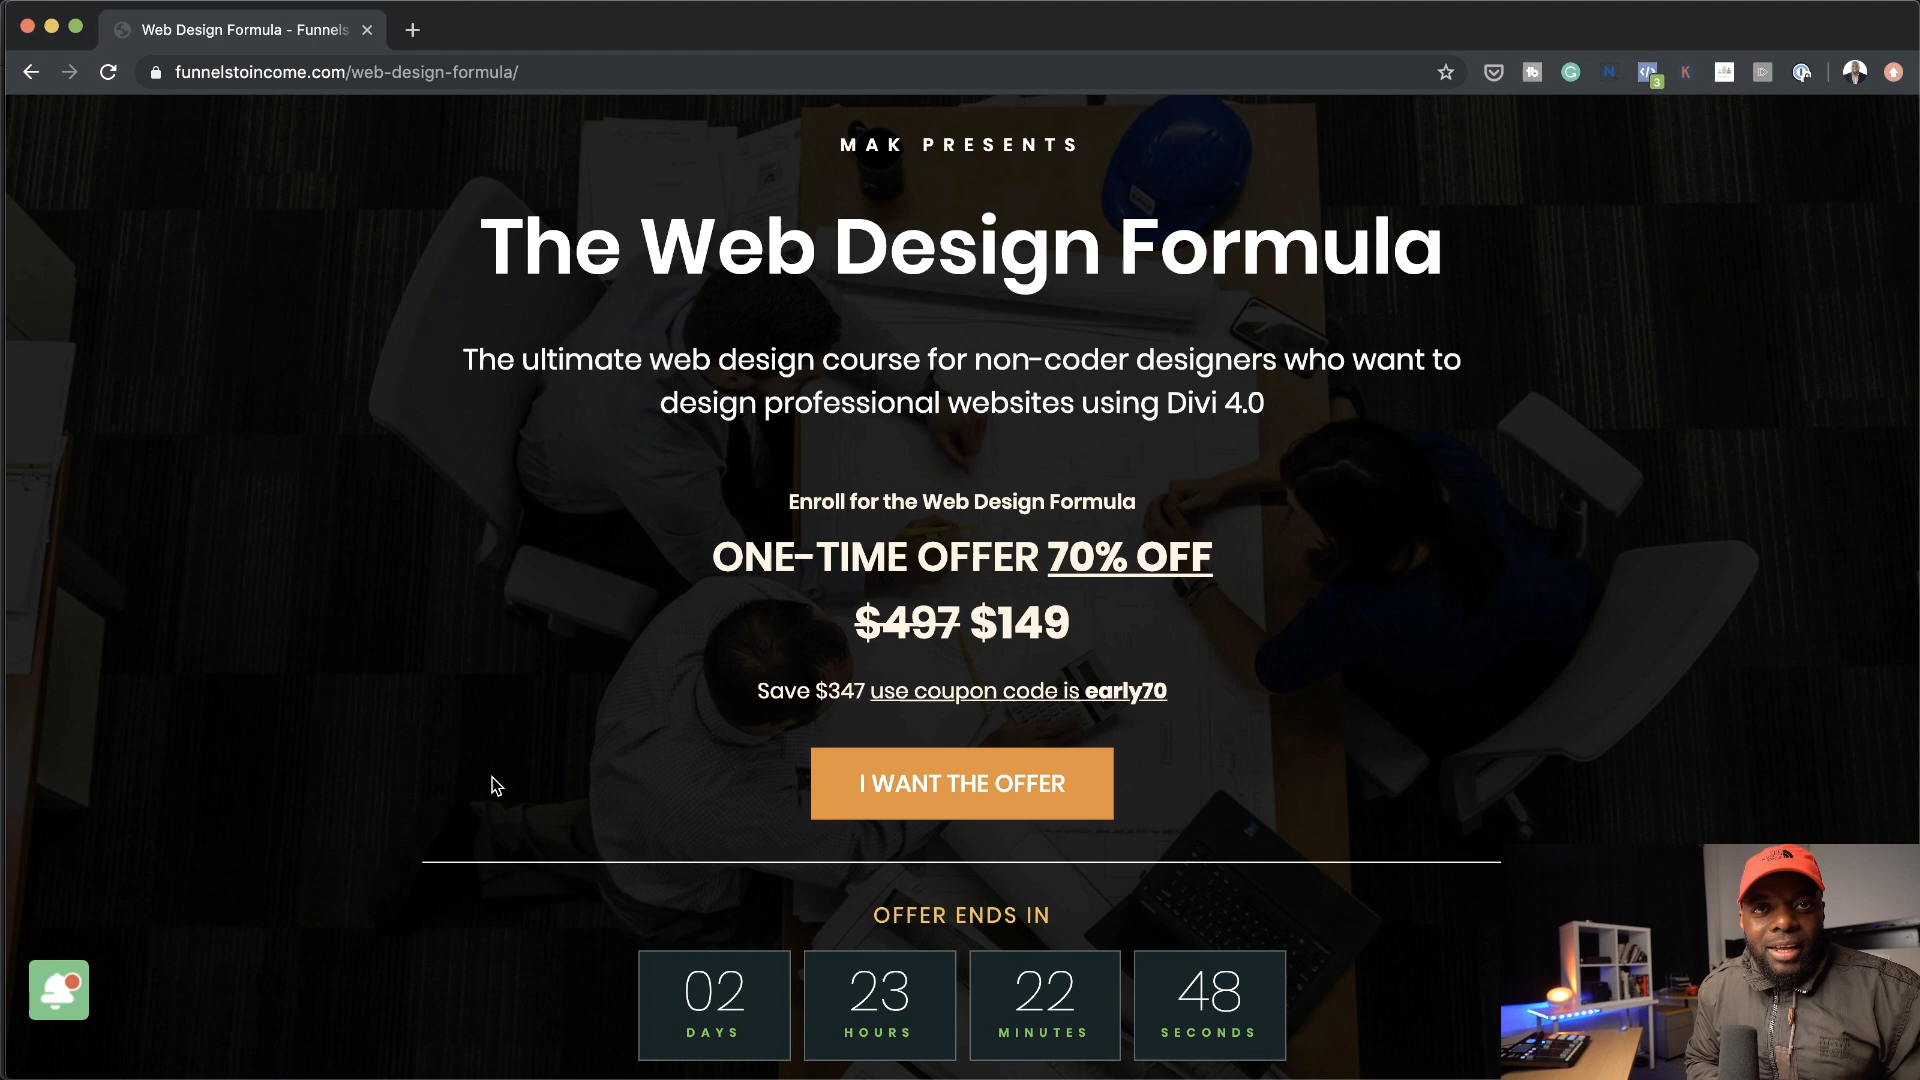 Web Design Formula - Funnels
funnelstoincome.com/web-design-formula/
3
MAK PRESENTS
The Web Design Formula
The ultimate web design course for non-coder designers who want to
design professional websites using Divi 4.0
Enroll for the Web Design Formula
ONE-TIME OFFER 70% OFF
$497 $149
Save $347 use coupon code is early70
I WANT THE OFFER
OFFER ENDS IN
02 23 22 48
DAYS HOURS MINUTES SECONDS